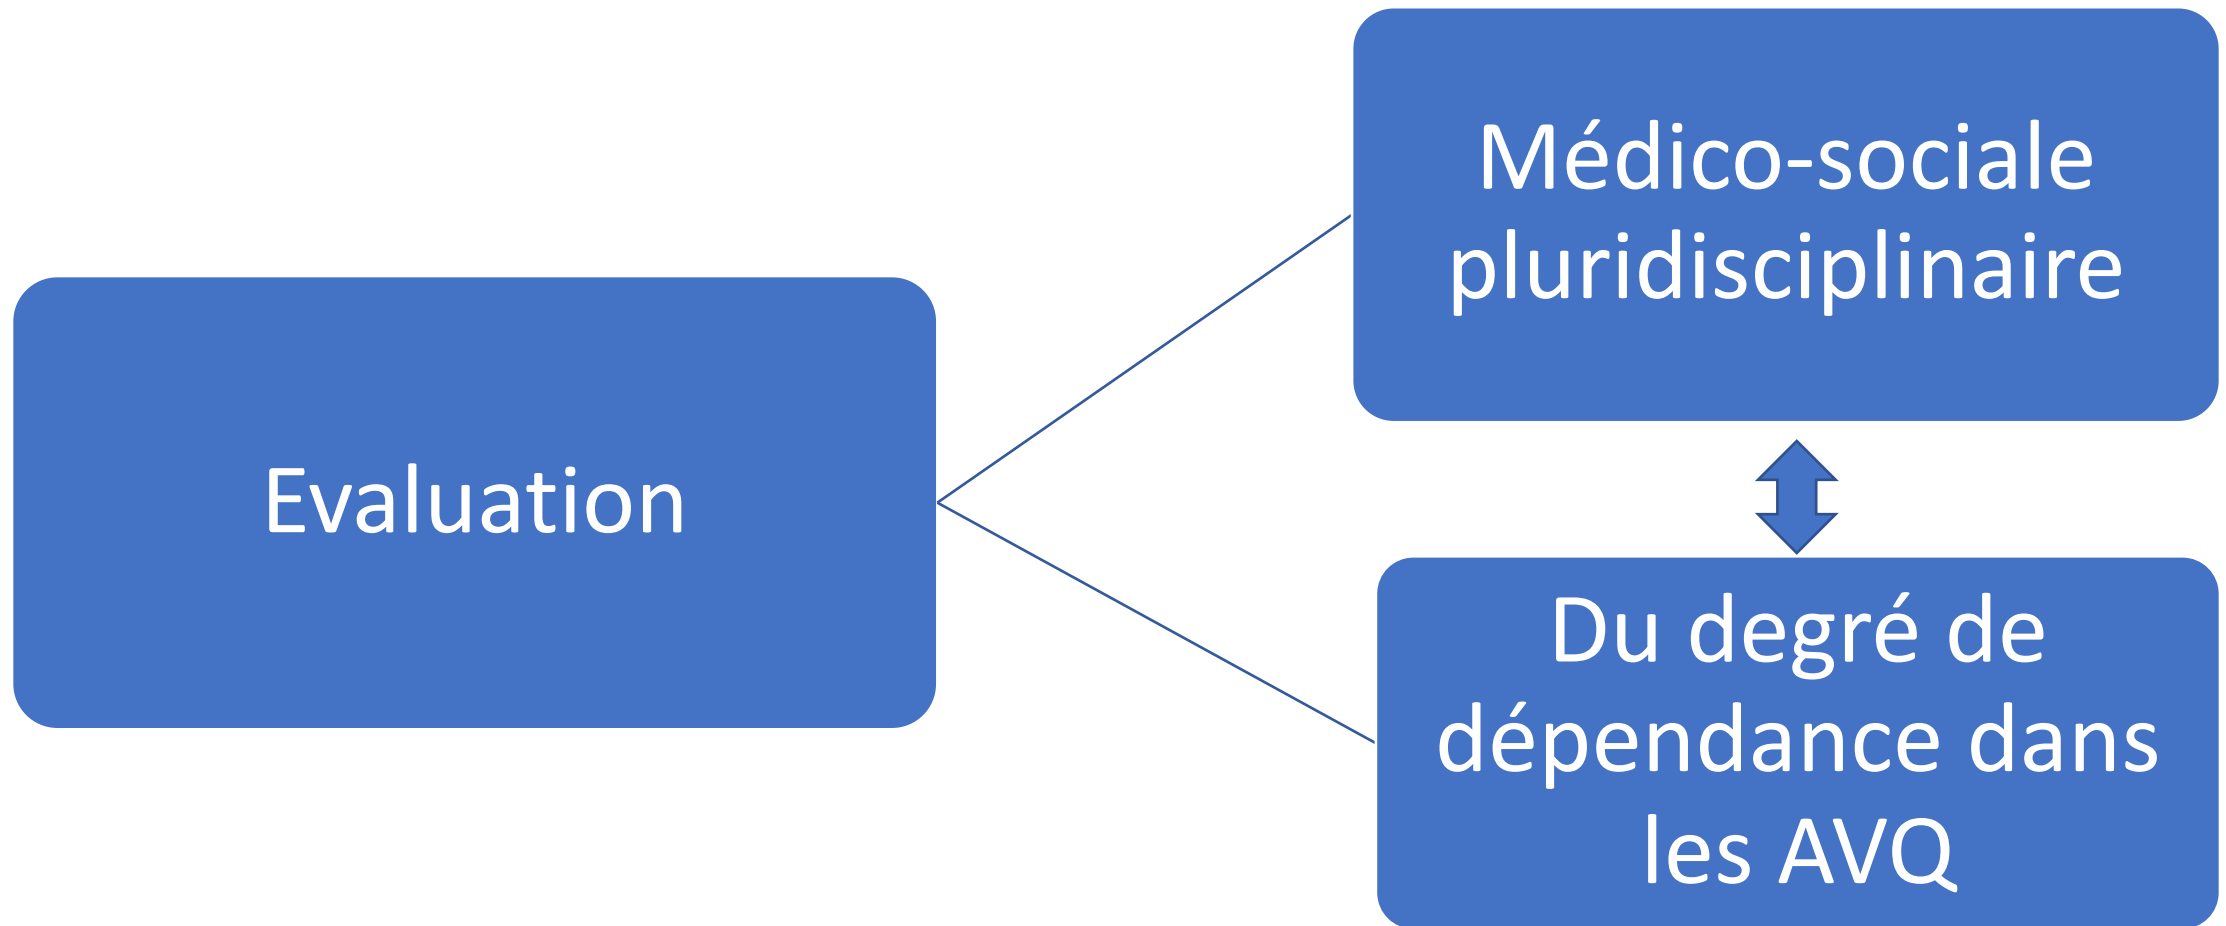 Evaluation
Médico-sociale
pluridisciplinaire
Du degré de
dépendance dans
les AVQ